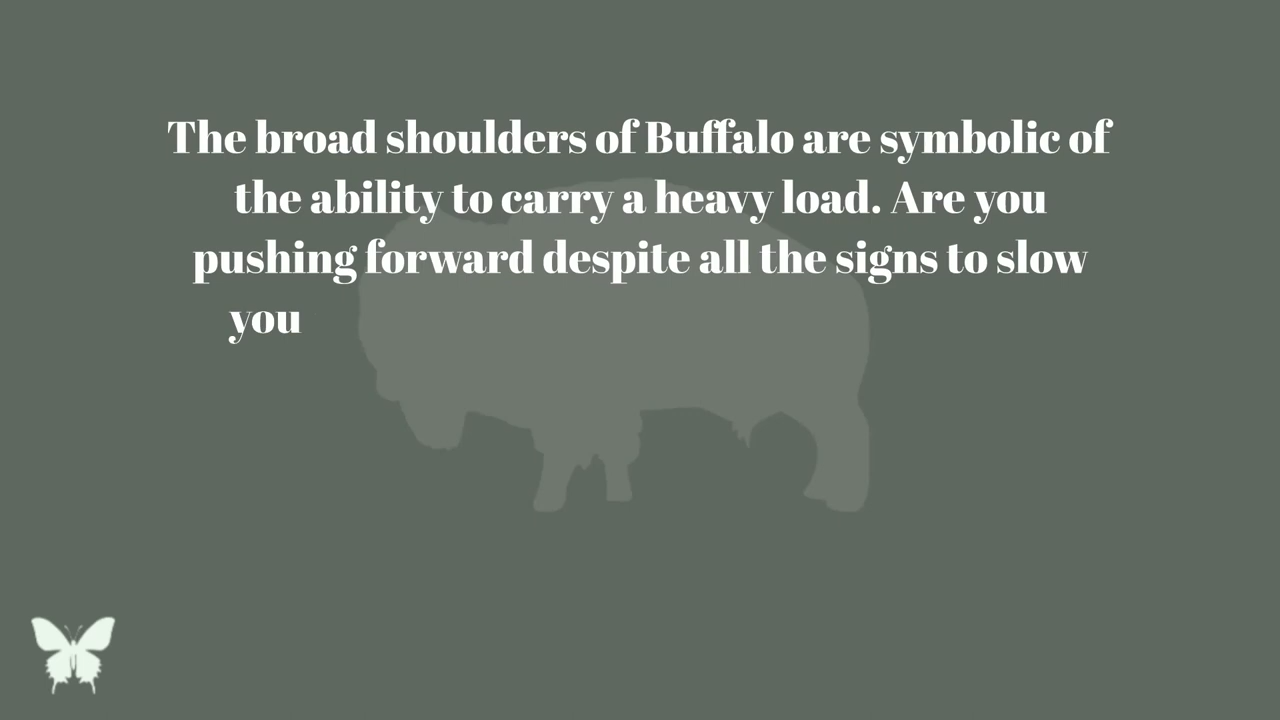 The broad shoulders of Buffalo are symbolic of
the ability to carry a heavy load. Are you
pushing forward despite all the signs to slow
you